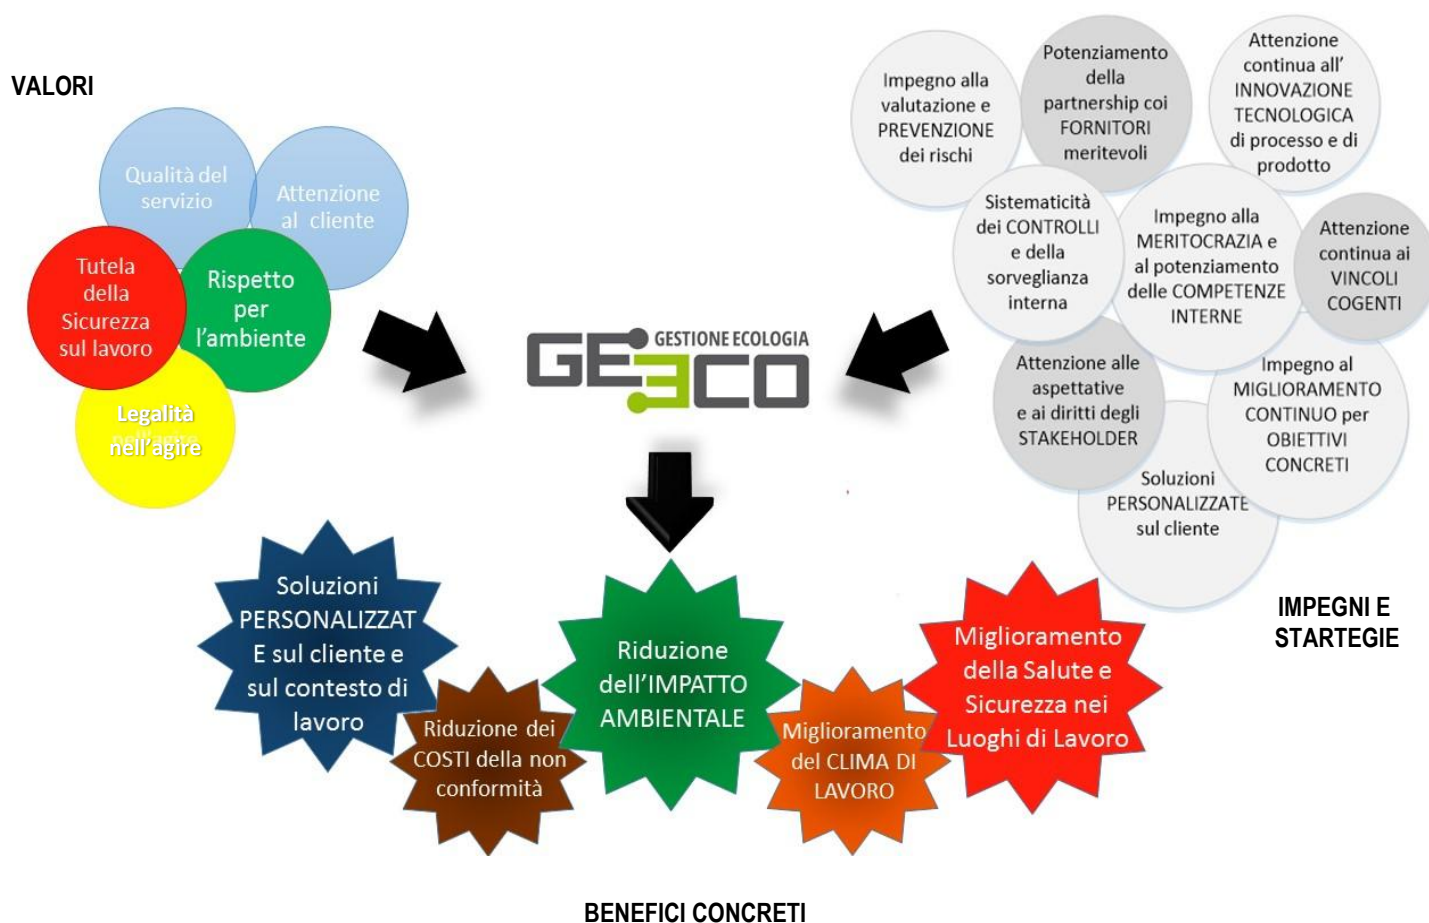 VALORI
Qualità del
servizio
Attenzione
al cliente
Tutela
della
Sicurezza
sul lavoro
Rispetto
per
l'ambiente
Legalità
nell'agire
Impegno alla
valutazione e
PREVENZIONE
dei rischi
Potenziamento
della
partnership coi
FORNITORI
meritevoli
Attenzione
continua all'
INNOVAZIONE
TECNOLOGICA
di processo e di
prodotto
Sistematicità
dei CONTROLLI
e della
sorveglianza
interna
Impegno alla
MERITOCRAZIA e
al potenziamento
delle COMPETENZE
INTERNE
Attenzione
continua ai
VINCOLI
COGENTI
Attenzione alle
aspettative
e ai diritti degli
STAKEHOLDER
Impegno al
MIGLIORAMENTO
CONTINUO per
OBIETTIVI
CONCRETI
Soluzioni
PERSONALIZZATE
sul cliente
IMPEGNI E
STARTEGIE
GESTIONE ECOLOGIA
GEECO
Soluzioni
PERSONALIZZAT
E sul cliente e
sul contesto di
lavoro
Riduzione dei
COSTI della non
conformità
Riduzione
dell'IMPATTO
AMBIENTALE
Miglioramento
del CLIMA DI
LAVORO
Miglioramento
della Salute e
Sicurezza nei
Luoghi di Lavoro
BENEFICI CONCRETI